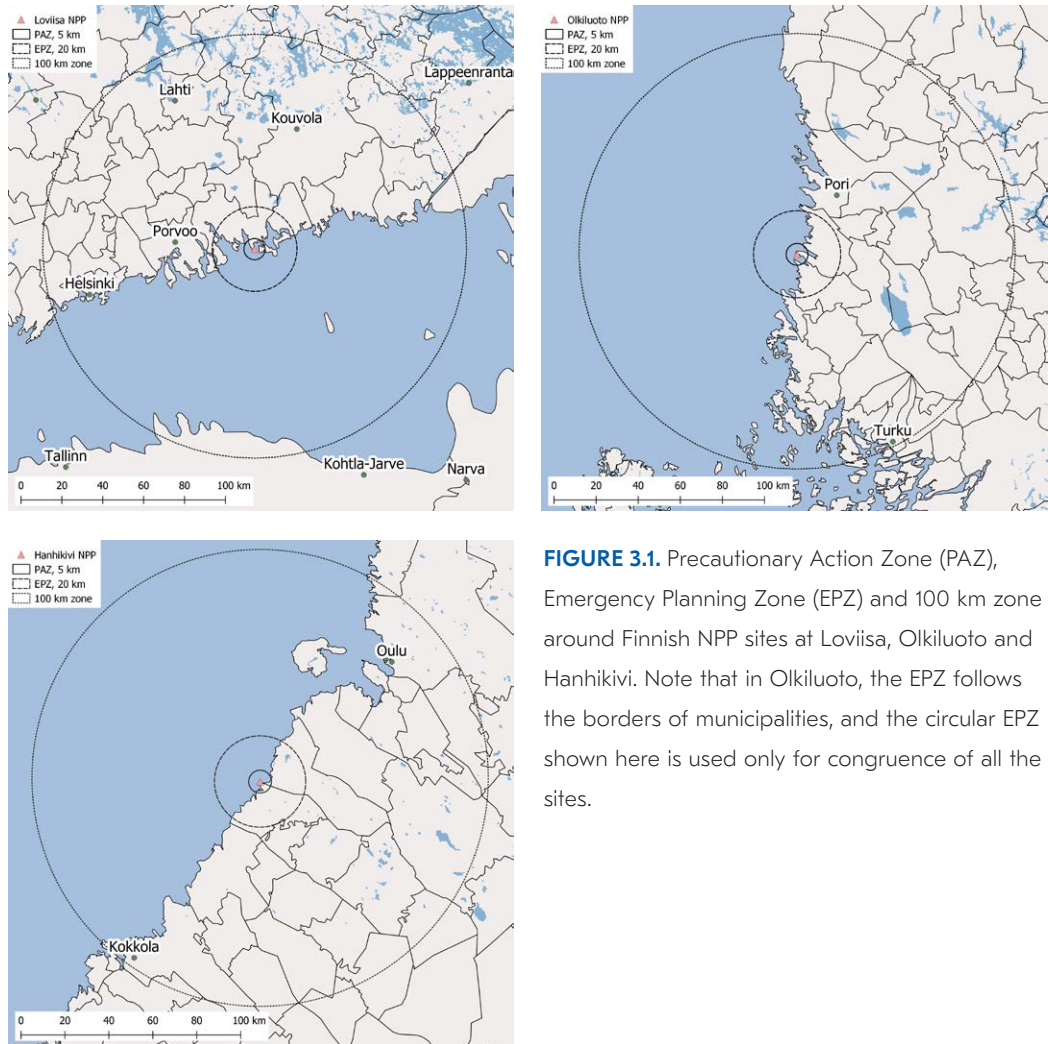 Loviisa NPP
PAZ, 5 km
EPZ, 20 km
100 km zone
Lappeenranta
Lahti
Kouvola
Porvoo
Helsinki
Tallinn
Kohtla-Jarve
Narva
0 20 40 60 80 100 km
Olkiluoto NPP
PAZ, 5 km
EPZ, 20 km
100 km zone
Pori
Turku
0 20 40 60 80 100 km
Hanhikivi NPP
PAZ, 5 km
EPZ, 20 km
100 km zone
Oulu
Kokkola
0 20 40 60 80 100 km
FIGURE 3.1. Precautionary Action Zone (PAZ),
Emergency Planning Zone (EPZ) and 100 km zone
around Finnish NPP sites at Loviisa, Olkiluoto and
Hanhikivi. Note that in Olkiluoto, the EPZ follows
the borders of municipalities, and the circular EPZ
shown here is used only for congruence of all the
sites.